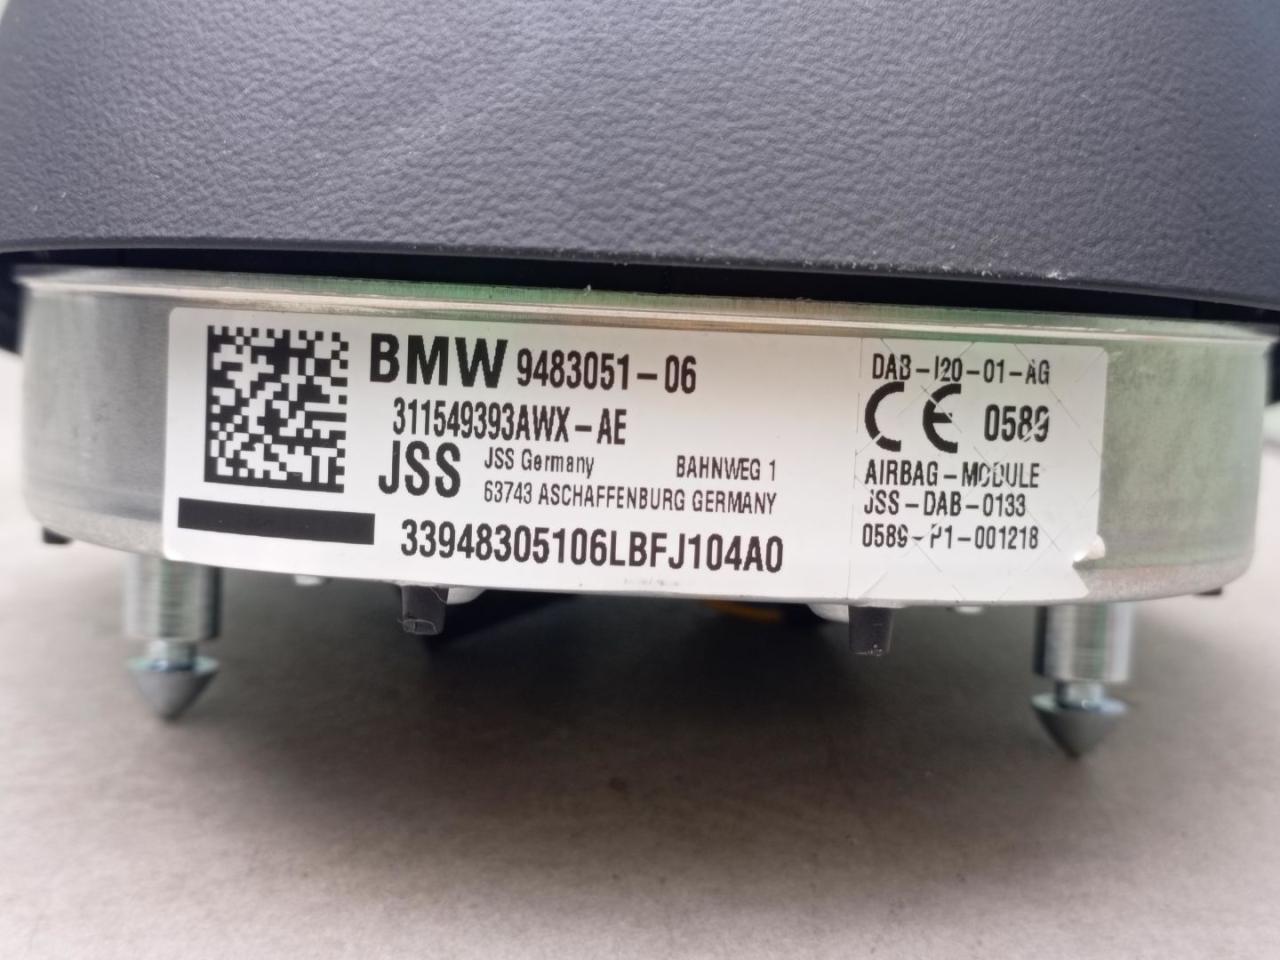 BMW 9483051-06
311549393AWX-AE
JSS JSS Germany BAHNWEG 1
63743 ASCHAFFENBURG GERMANY
33948305106LBFJ104A0
DAB-I20-01-AG
CE 0589
AIRBAG-MODULE
JSS-DAB-0133
0589-P1-001218